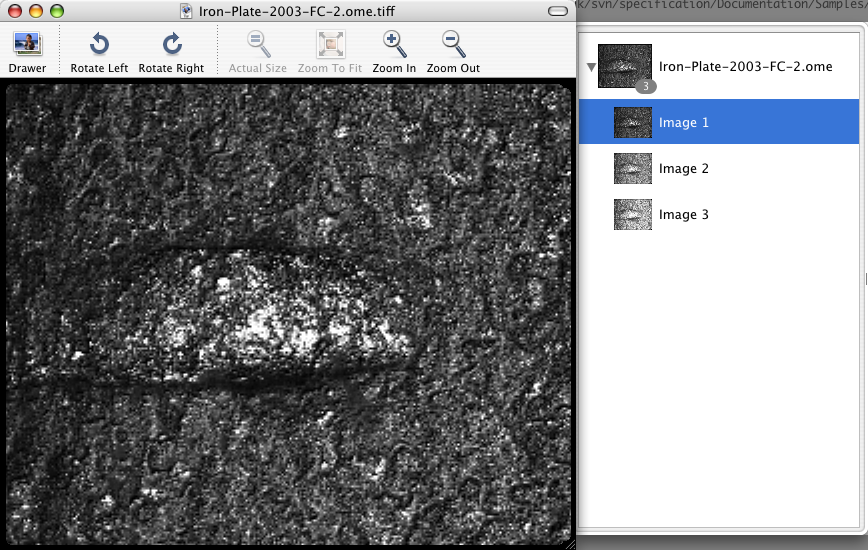 Iron-Plate-2003-FC-2.ome.tiff
k/svn/specification/Documentation/Samples/
Drawer
Rotate Left
Rotate Right
Actual Size
Zoom To Fit
Zoom In
Zoom Out
Iron-Plate-2003-FC-2.ome
3
Image 1
Image 2
Image 3